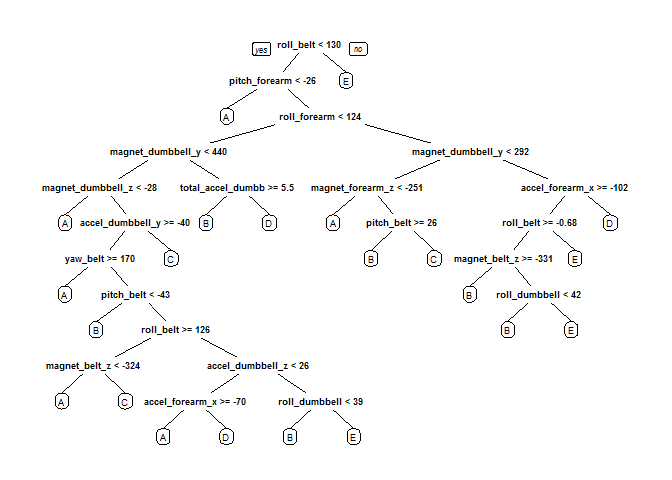 yes roll_belt < 130 no
pitch_forearm < -26 E
A roll_forearm < 124
magnet_dumbbell_y < 440 magnet_dumbbell_y < 292
magnet_dumbbell_z < -28 total_accel_dumbb >= 5.5 magnet_forearm_z < -251 accel_forearm_x >= -102
A accel_dumbbell_y >= -40 B D A pitch_belt >= 26 roll_belt >= -0.68 D
yaw_belt >= 170 C B C magnet_belt_z >= -331 E
A pitch_belt < -43 B roll_dumbbell < 42
B roll_belt >= 126 B E
magnet_belt_z < -324 accel_dumbbell_z < 26
A C accel_forearm_x >= -70 roll_dumbbell < 39
A D B E